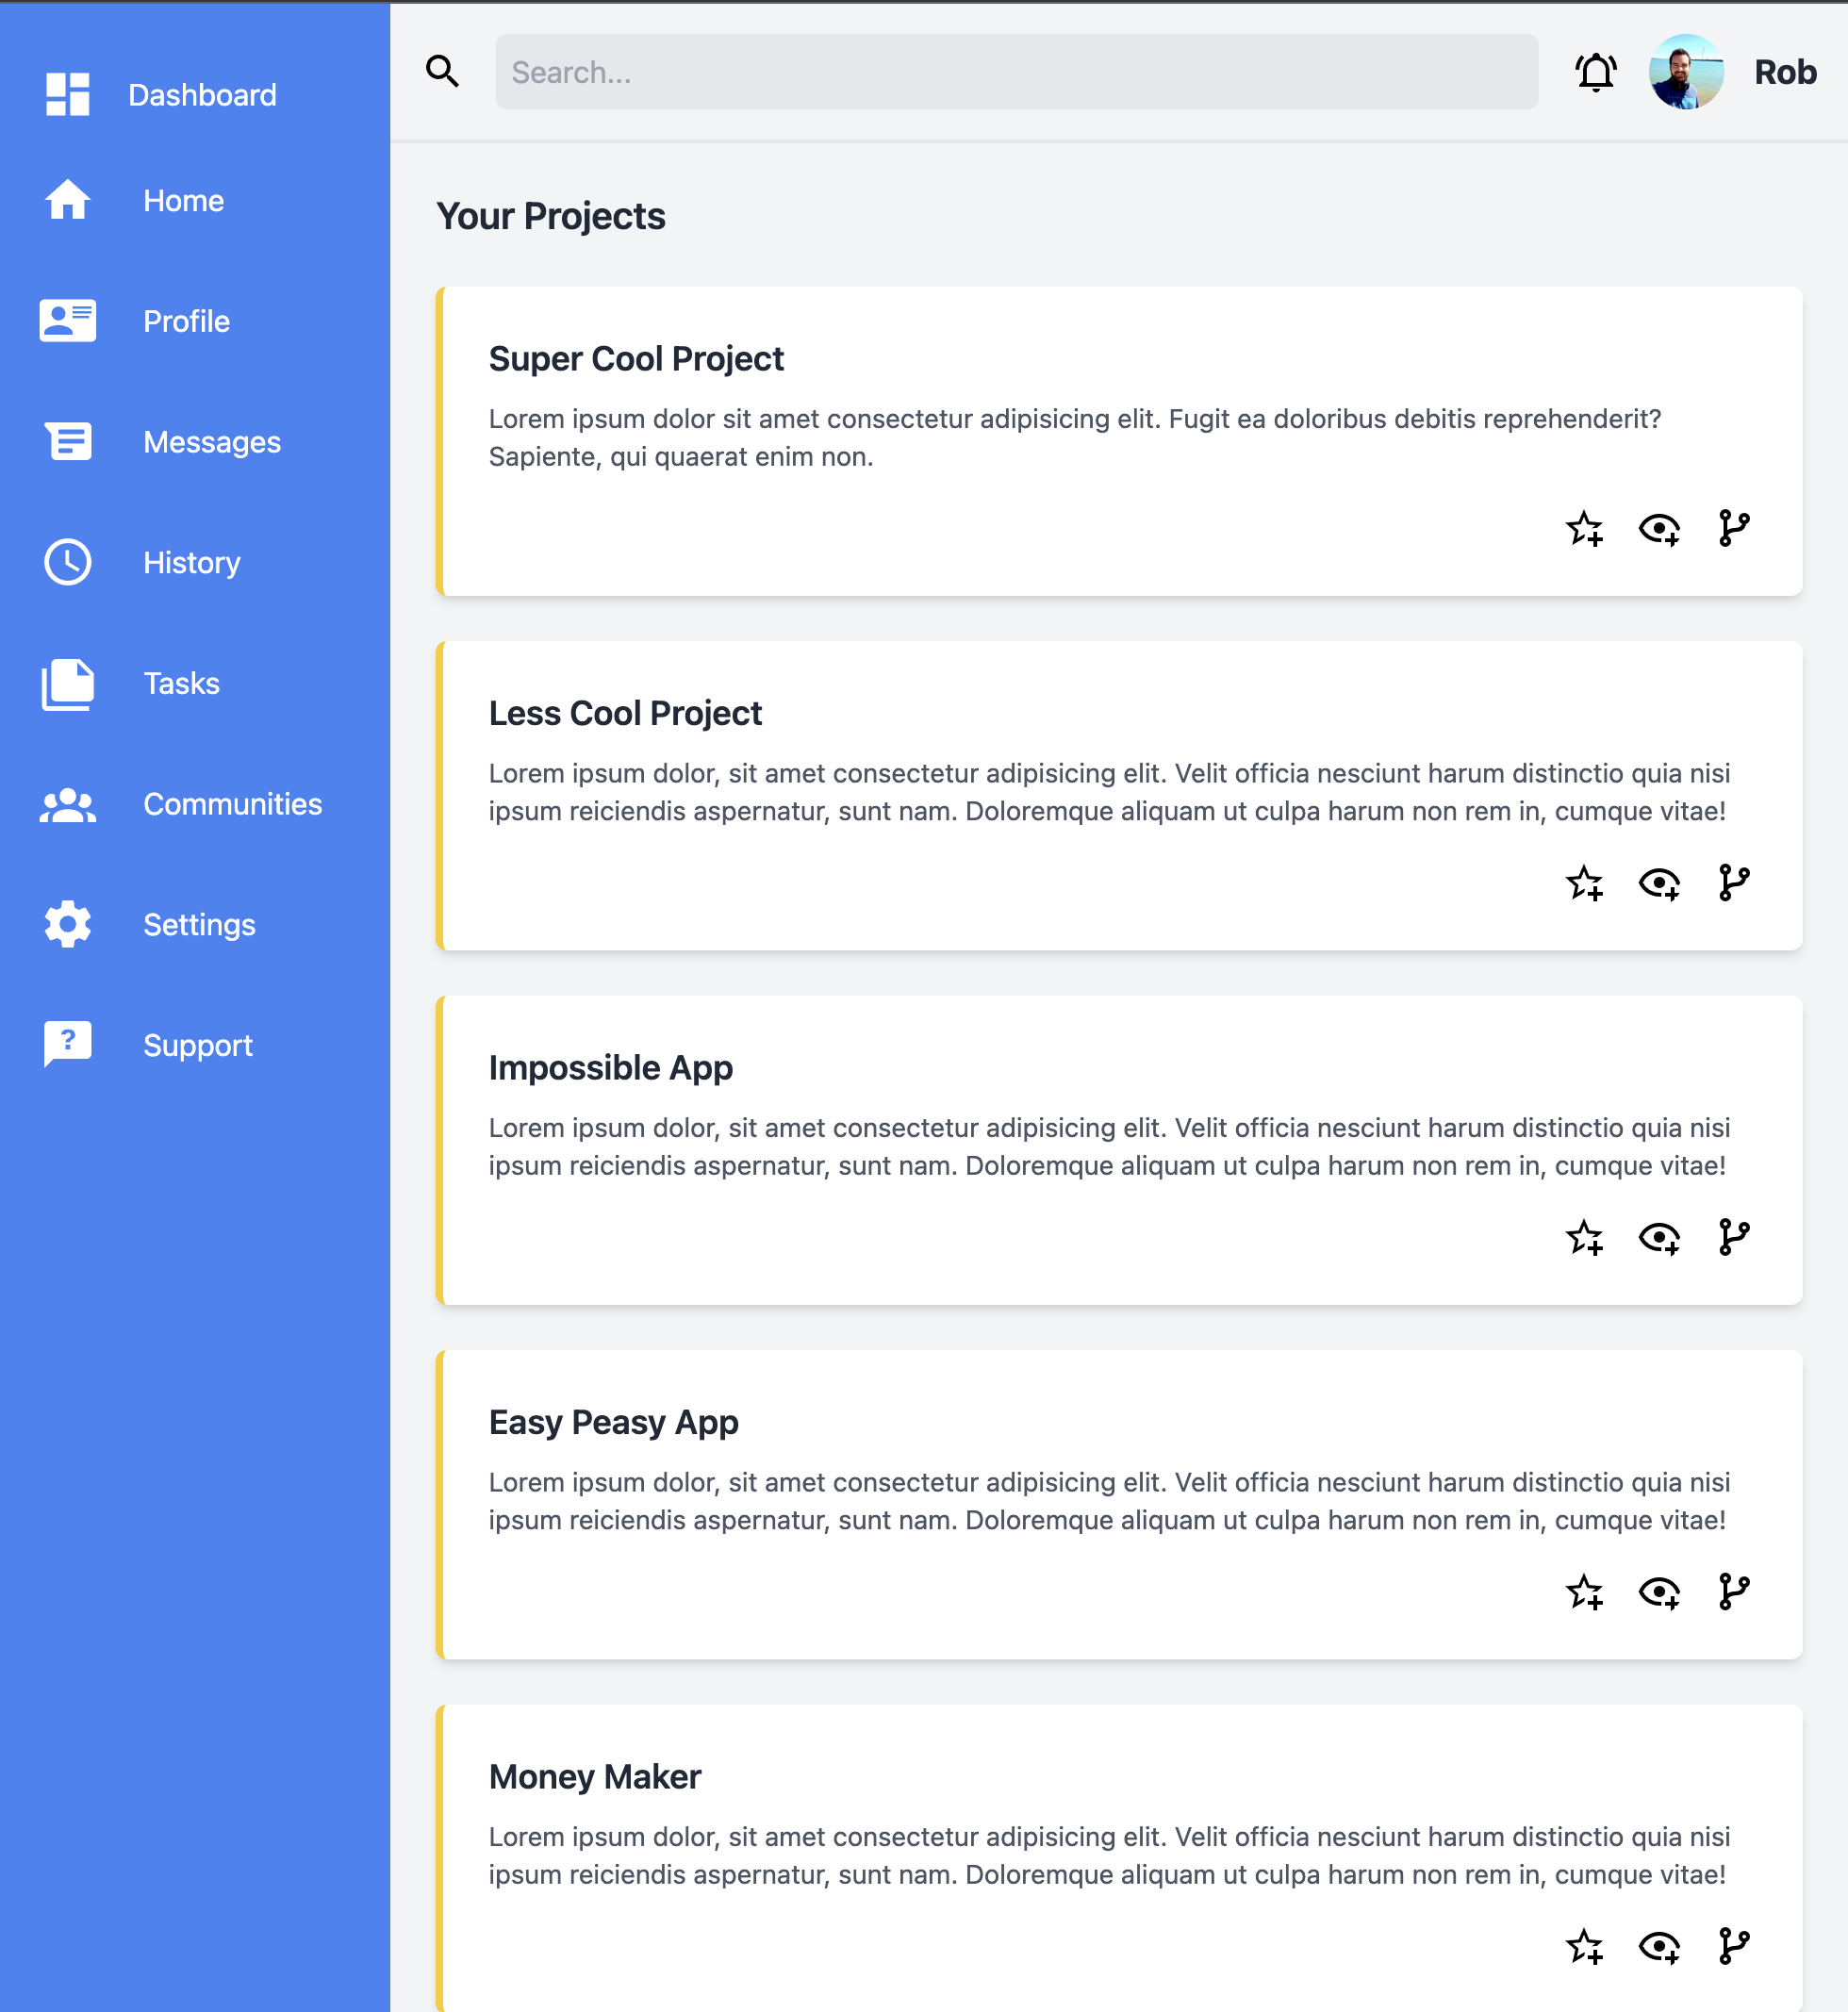 Dashboard
Home
Profile
Messages
History
Tasks
Communities
Settings
? Support
Search...
Rob
Your Projects
Super Cool Project
Lorem ipsum dolor sit amet consectetur adipisicing elit. Fugit ea doloribus debitis reprehenderit?
Sapiente, qui quaerat enim non.
Less Cool Project
Lorem ipsum dolor, sit amet consectetur adipisicing elit. Velit officia nesciunt harum distinctio quia nisi
ipsum reiciendis aspernatur, sunt nam. Doloremque aliquam ut culpa harum non rem in, cumque vitae!
Impossible App
Lorem ipsum dolor, sit amet consectetur adipisicing elit. Velit officia nesciunt harum distinctio quia nisi
ipsum reiciendis aspernatur, sunt nam. Doloremque aliquam ut culpa harum non rem in, cumque vitae!
Easy Peasy App
Lorem ipsum dolor, sit amet consectetur adipisicing elit. Velit officia nesciunt harum distinctio quia nisi
ipsum reiciendis aspernatur, sunt nam. Doloremque aliquam ut culpa harum non rem in, cumque vitae!
Money Maker
Lorem ipsum dolor, sit amet consectetur adipisicing elit. Velit officia nesciunt harum distinctio quia nisi
ipsum reiciendis aspernatur, sunt nam. Doloremque aliquam ut culpa harum non rem in, cumque vitae!